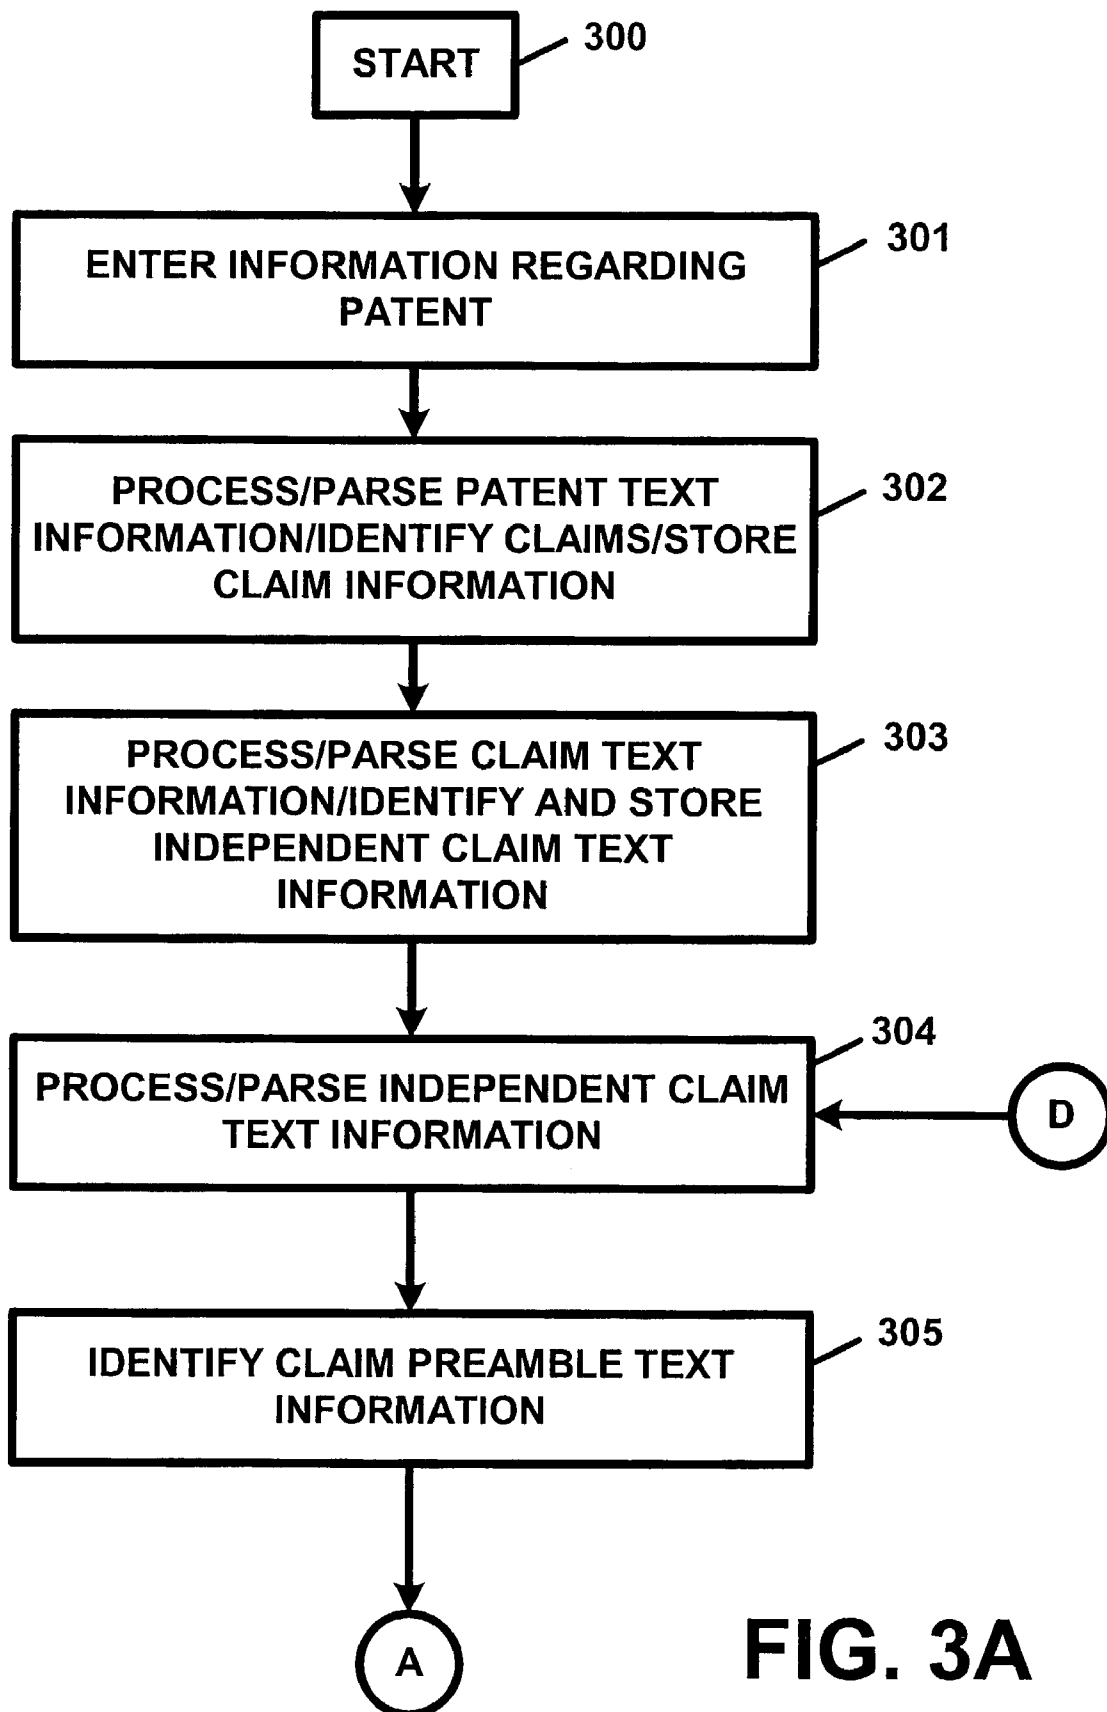 START
300
ENTER INFORMATION REGARDING
PATENT
301
PROCESS/PARSE PATENT TEXT
INFORMATION/IDENTIFY CLAIMS/STORE
CLAIM INFORMATION
302
PROCESS/PARSE CLAIM TEXT
INFORMATION/IDENTIFY AND STORE
INDEPENDENT CLAIM TEXT
INFORMATION
303
PROCESS/PARSE INDEPENDENT CLAIM
TEXT INFORMATION
304
D
IDENTIFY CLAIM PREAMBLE TEXT
INFORMATION
305
A
FIG. 3A